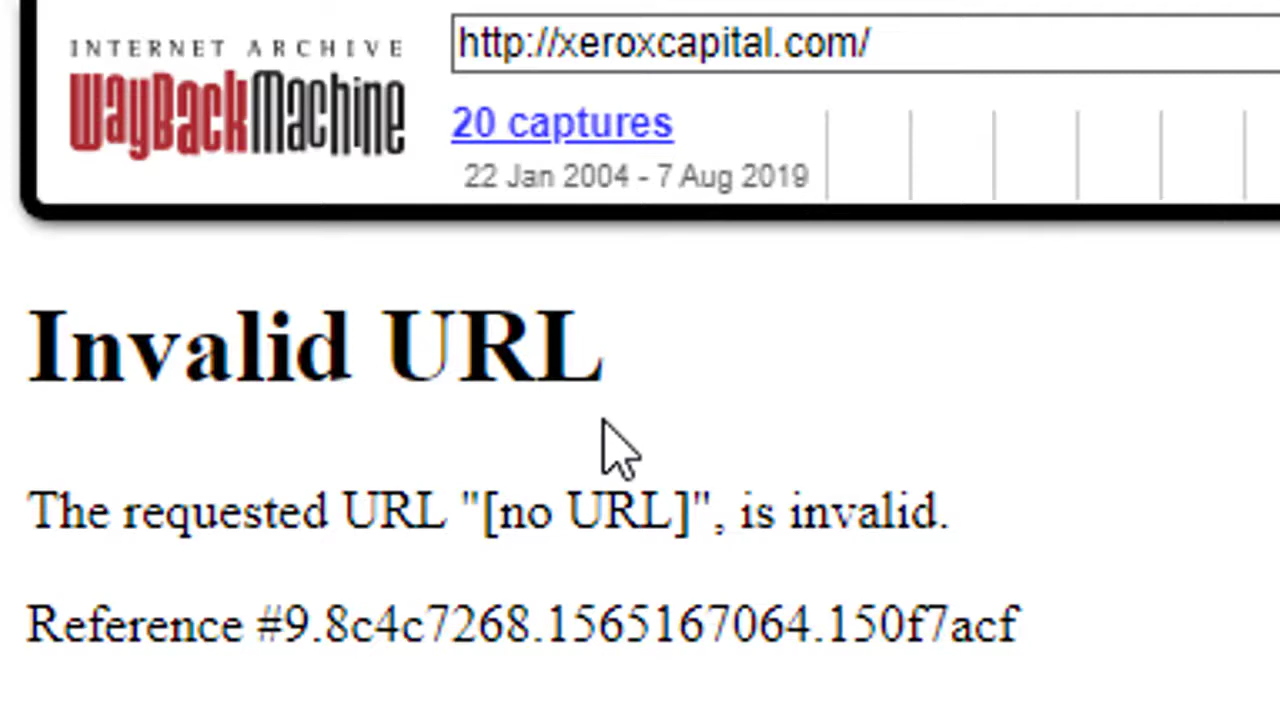 INTERNET ARCHIVE
WayBackMachine
http://xeroxcapital.com/
20 captures
22 Jan 2004 - 7 Aug 2019
Invalid URL
The requested URL "[no URL]", is invalid.
Reference #9.8c4c7268.1565167064.150f7acf